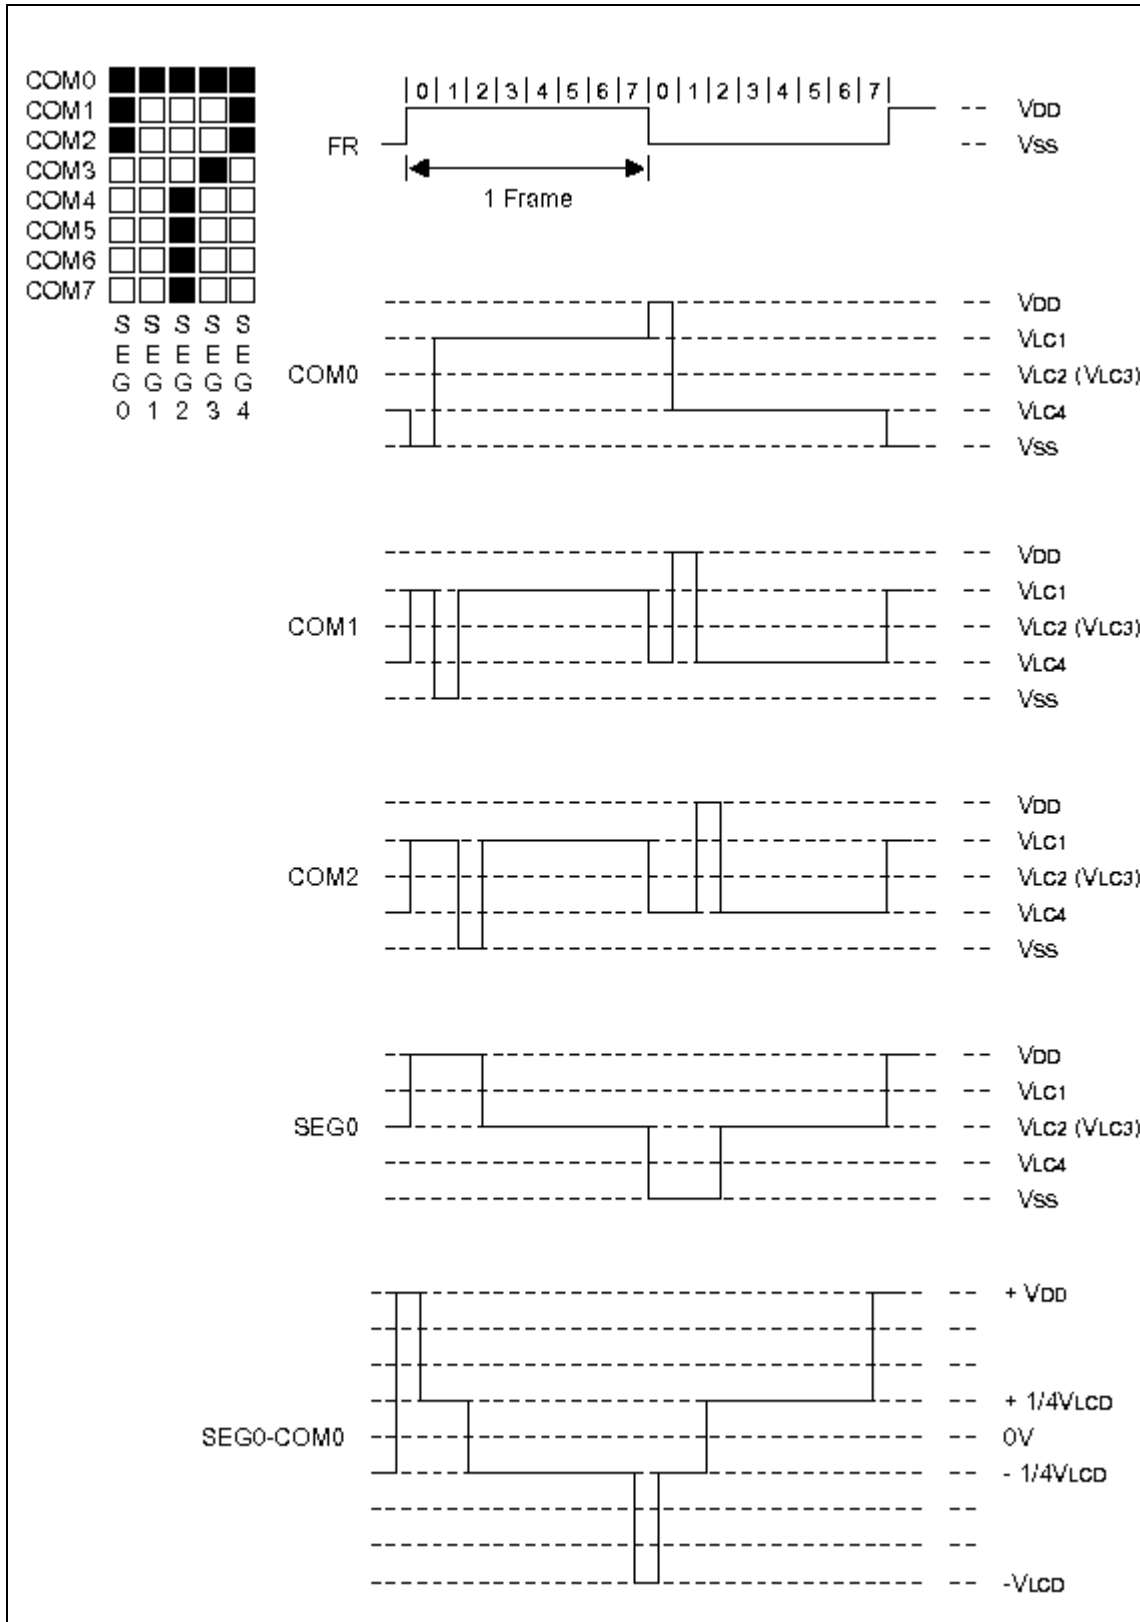 COM0
COM1
COM2
COM3
COM4
COM5
COM6
COM7
S S S S S
E E E E E
G G G G G
0 1 2 3 4
| 0 | 1 | 2 | 3 | 4 | 5 | 6 | 7 | 0 | 1 | 2 | 3 | 4 | 5 | 6 | 7 |
VDD
FR
VSS
1 Frame
VDD
VLC1
COM0
VLC2 (VLC3)
VLC4
VSS
VDD
VLC1
COM1
VLC2 (VLC3)
VLC4
VSS
VDD
VLC1
COM2
VLC2 (VLC3)
VLC4
VSS
VDD
VLC1
SEG0
VLC2 (VLC3)
VLC4
VSS
+ VDD
+ 1/4VLCD
SEG0-COM0
0V
- 1/4VLCD
-VLCD